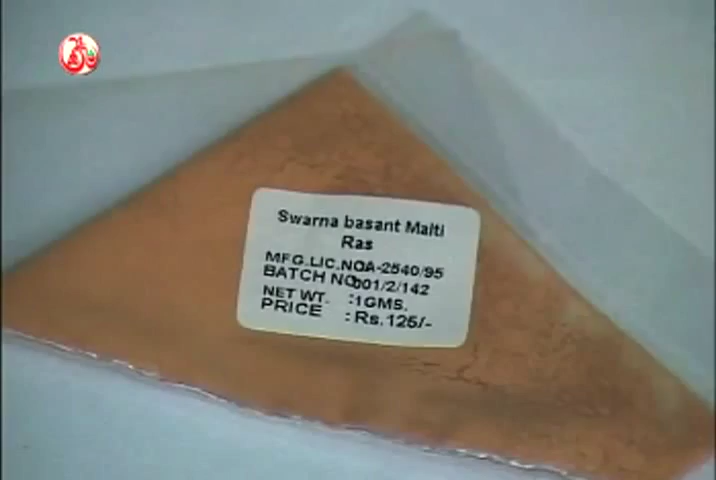 Swarna basant Malti
Ras
MFG.LIC.NO:A-2540/95
BATCH NO:001/2/142
NET WT. :1GMS.
PRICE :Rs.125/-